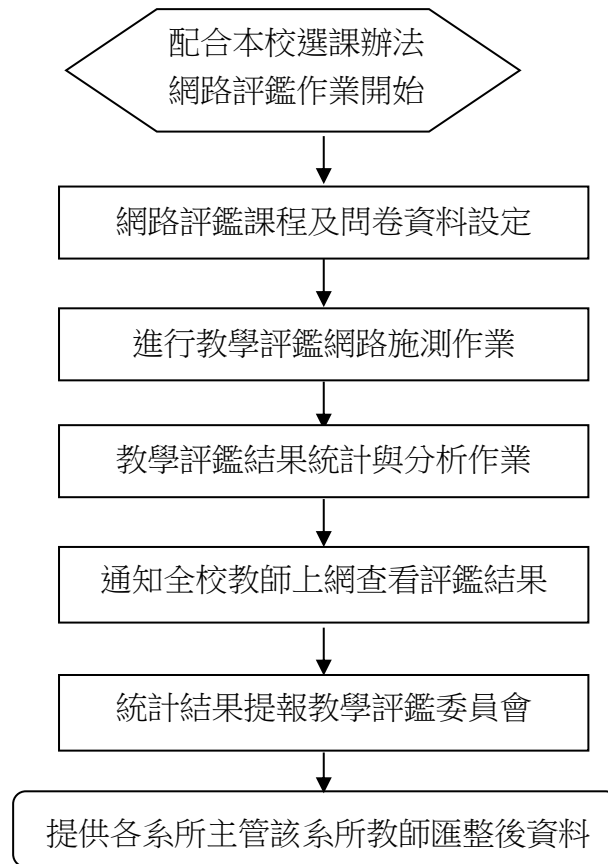 配合本校選課辦法
網路評鑑作業開始
網路評鑑課程及問卷資料設定
進行教學評鑑網路施測作業
教學評鑑結果統計與分析作業
通知全校教師上網查看評鑑結果
統計結果提報教學評鑑委員會
提供各系所主管該系所教師匯整後資料